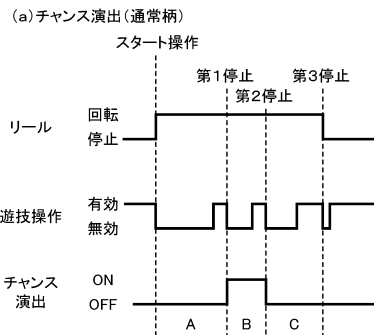 (a)チャンス演出(通常柄)
スタート操作
第1停止
第2停止
第3停止
リール
回転
停止
遊技操作
有効
無効
チャンス
演出
ON
OFF
A
B
C